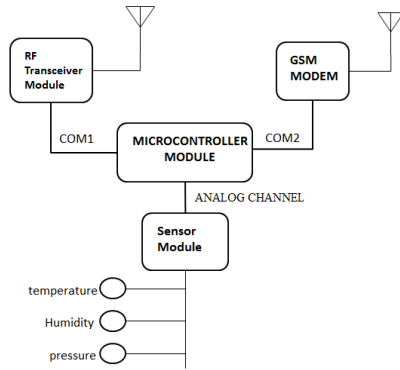 RF
Transceiver
Module
GSM
MODEM
COM1
MICROCONTROLLER
MODULE
COM2
ANALOG CHANNEL
Sensor
Module
temperature
Humidity
pressure